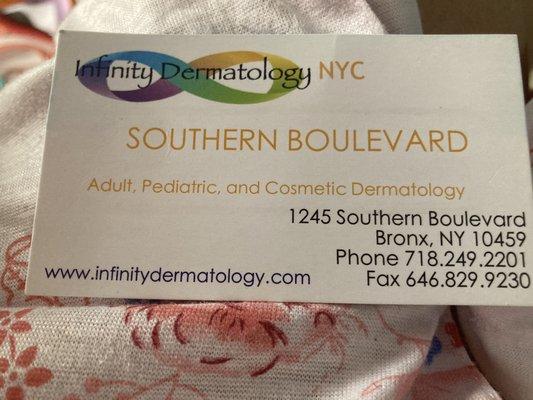 Infinity Dermatology NYC
SOUTHERN BOULEVARD
Adult, Pediatric, and Cosmetic Dermatology
1245 Southern Boulevard
Bronx, NY 10459
Phone 718.249.2201
www.infinitydermatology.com
Fax 646.829.9230